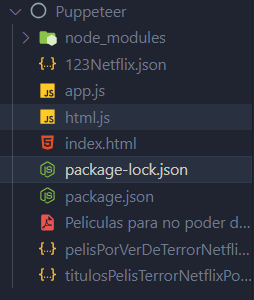 Puppeteer
node_modules
123Netflix.json
app.js
html.js
index.html
package-lock.json
package.json
Peliculas para no poder d...
pelisPorVerDeTerrorNetfli...
titulosPelisTerrorNetflixPo...